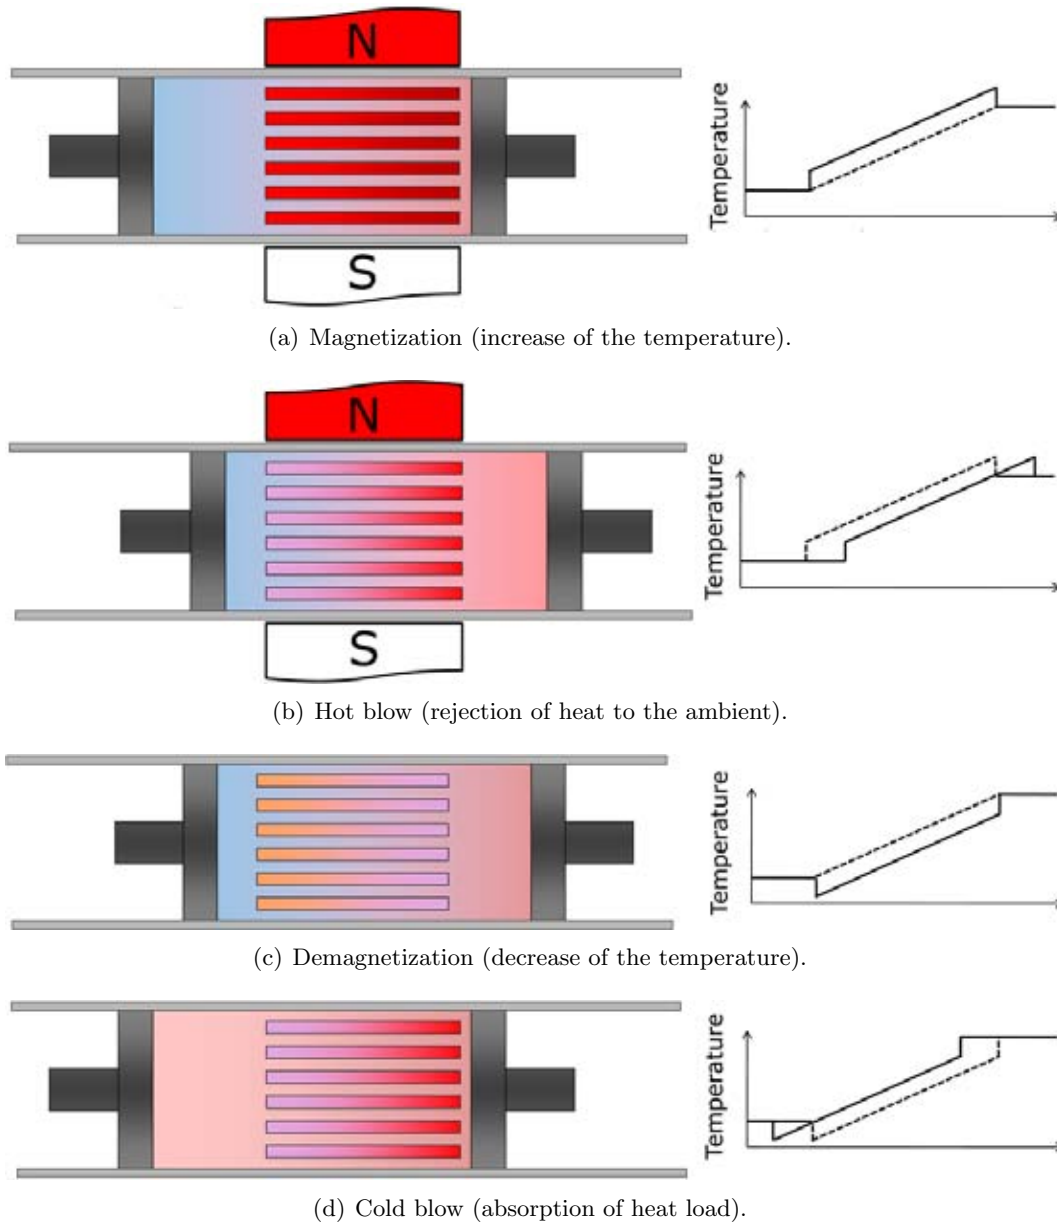 N
Temperature
S
(a) Magnetization (increase of the temperature).
N
Temperature
S
(b) Hot blow (rejection of heat to the ambient).
Temperature
(c) Demagnetization (decrease of the temperature).
Temperature
(d) Cold blow (absorption of heat load).